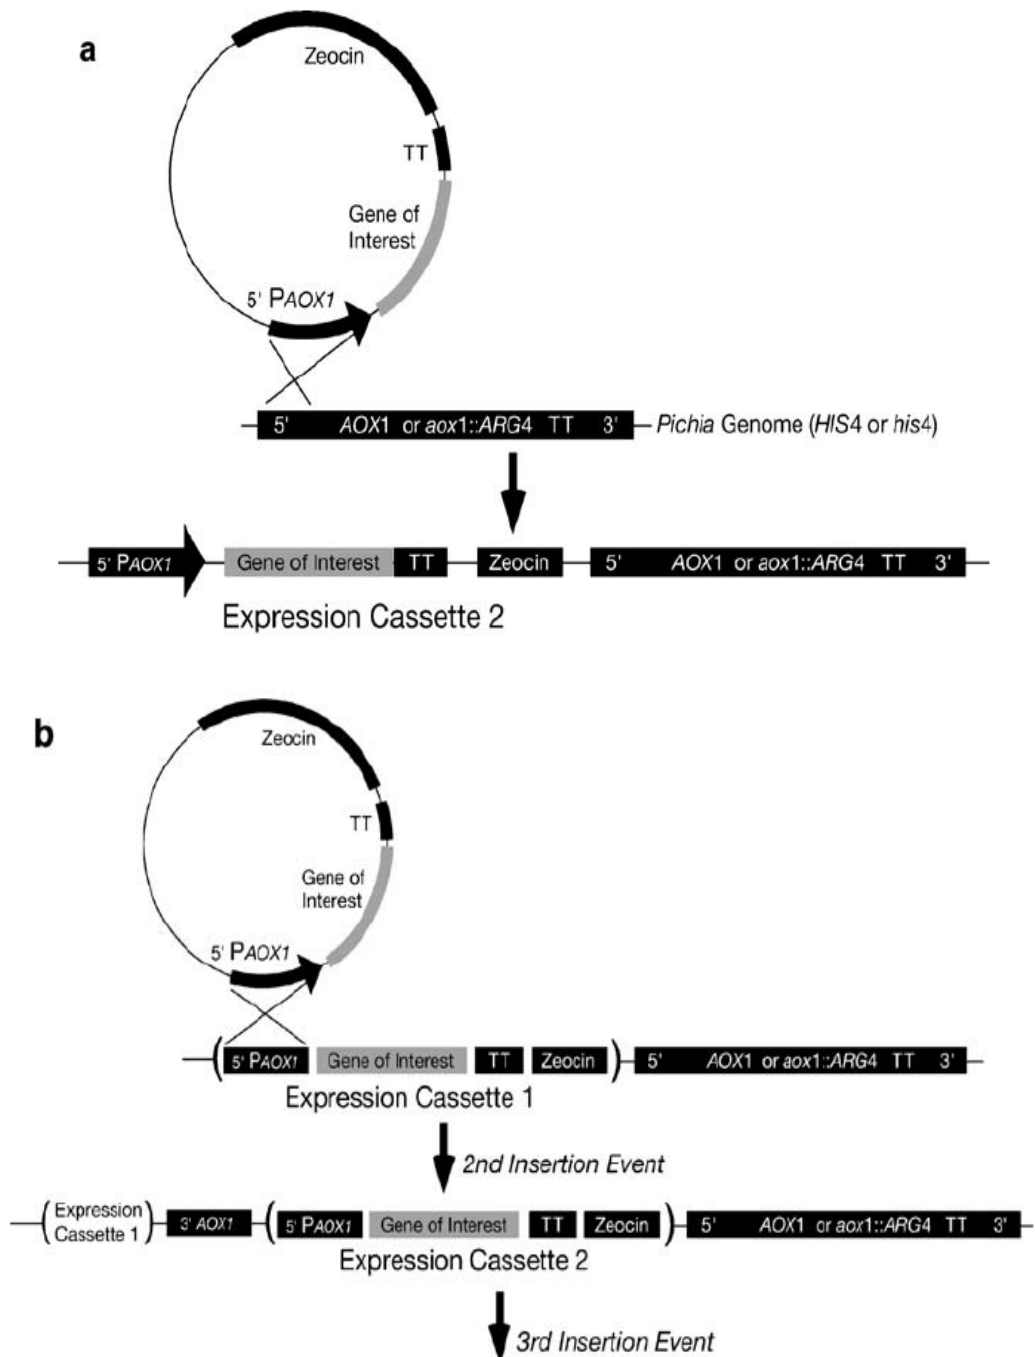 a
Zeocin
TT
Gene of
Interest
5' PAOX1
5' AOX1 or aox1::ARG4 TT 3'
Pichia Genome (HIS4 or his4)
5' PAOX1
Gene of Interest
TT
Zeocin
5' AOX1 or aox1::ARG4 TT 3'
Expression Cassette 2
b
Zeocin
TT
Gene of
Interest
5' PAOX1
( 5' PAOX1 Gene of Interest TT Zeocin )
5' AOX1 or aox1::ARG4 TT 3'
Expression Cassette 1
2nd Insertion Event
(Expression
Cassette 1)
3' AOX1
( 5' PAOX1 Gene of Interest TT Zeocin )
5' AOX1 or aox1::ARG4 TT 3'
Expression Cassette 2
3rd Insertion Event